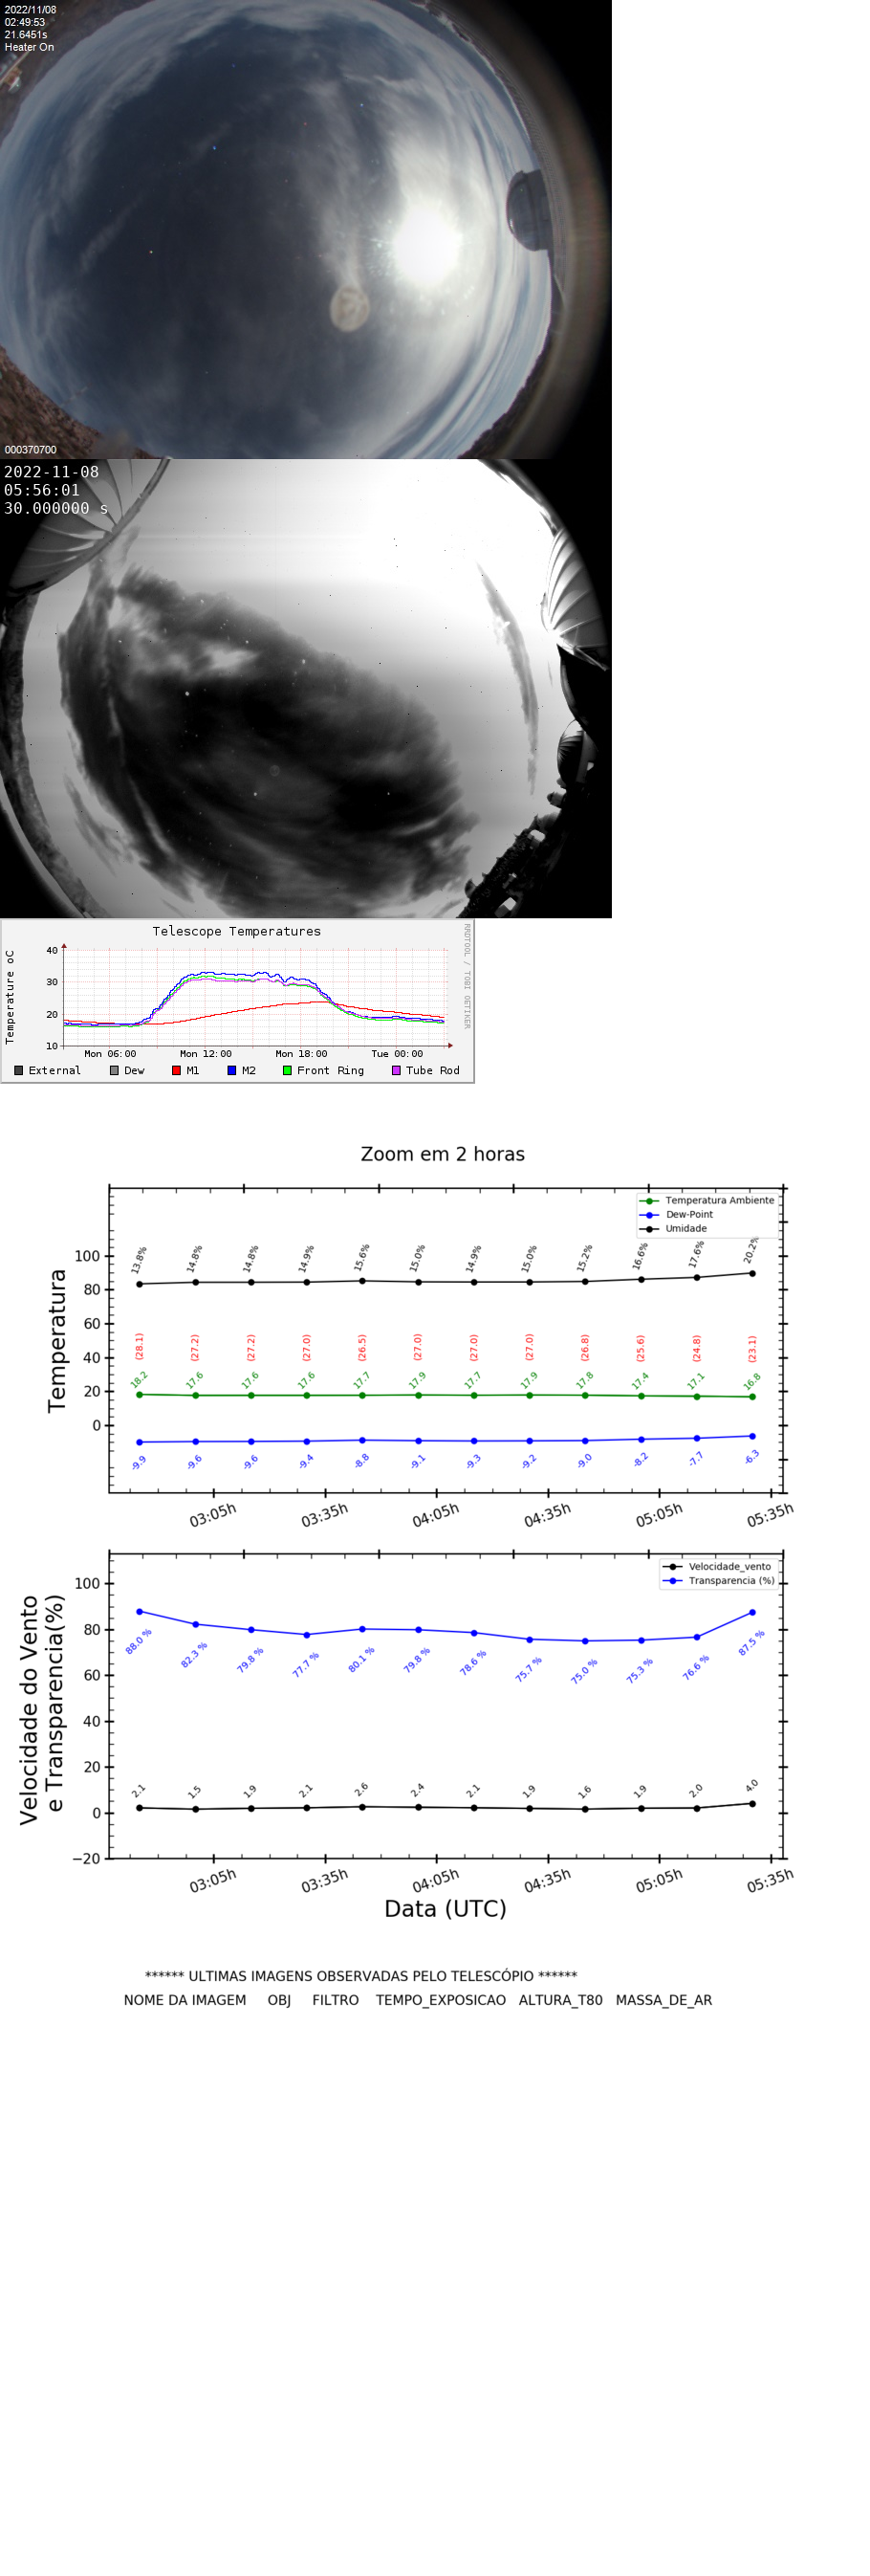 2022/11/08
02:49:53
21.6451s
Heater On
000370700
2022-11-08
05:56:01
30.000000 s
Telescope Temperatures
RRDTOOL / TOBI OETIKER
Temperature oC
40
30
20
10
Mon 06:00 Mon 12:00 Mon 18:00 Tue 00:00
External Dew M1 M2 Front Ring Tube Rod
Zoom em 2 horas
Temperatura Ambiente
Dew-Point
Umidade
Temperatura
100
80
60
40
20
0
13.8% 14.8% 14.8% 14.9% 15.6% 15.0% 14.9% 15.0% 15.2% 16.6% 17.6% 20.2%
(28.1) (27.2) (27.2) (27.0) (26.5) (27.0) (27.0) (27.0) (26.8) (25.6) (24.8) (23.1)
18.2 17.6 17.6 17.6 17.7 17.9 17.7 17.9 17.8 17.4 17.1 16.8
-9.9 -9.6 -9.6 -9.4 -8.8 -9.1 -9.3 -9.2 -9.0 -8.2 -7.7 -6.3
03:05h 03:35h 04:05h 04:35h 05:05h 05:35h
Velocidade_vento
Transparencia (%)
Velocidade do Vento
e Transparencia(%)
100
80
60
40
20
0
−20
88.0 % 82.3 % 79.8 % 77.7 % 80.1 % 79.8 % 78.6 % 75.7 % 75.0 % 75.3 % 76.6 % 87.5 %
2.1 1.5 1.9 2.1 2.6 2.4 2.1 1.9 1.6 1.9 2.0 4.0
03:05h 03:35h 04:05h 04:35h 05:05h 05:35h
Data (UTC)
****** ULTIMAS IMAGENS OBSERVADAS PELO TELESCÓPIO ******
NOME DA IMAGEM OBJ FILTRO TEMPO_EXPOSICAO ALTURA_T80 MASSA_DE_AR